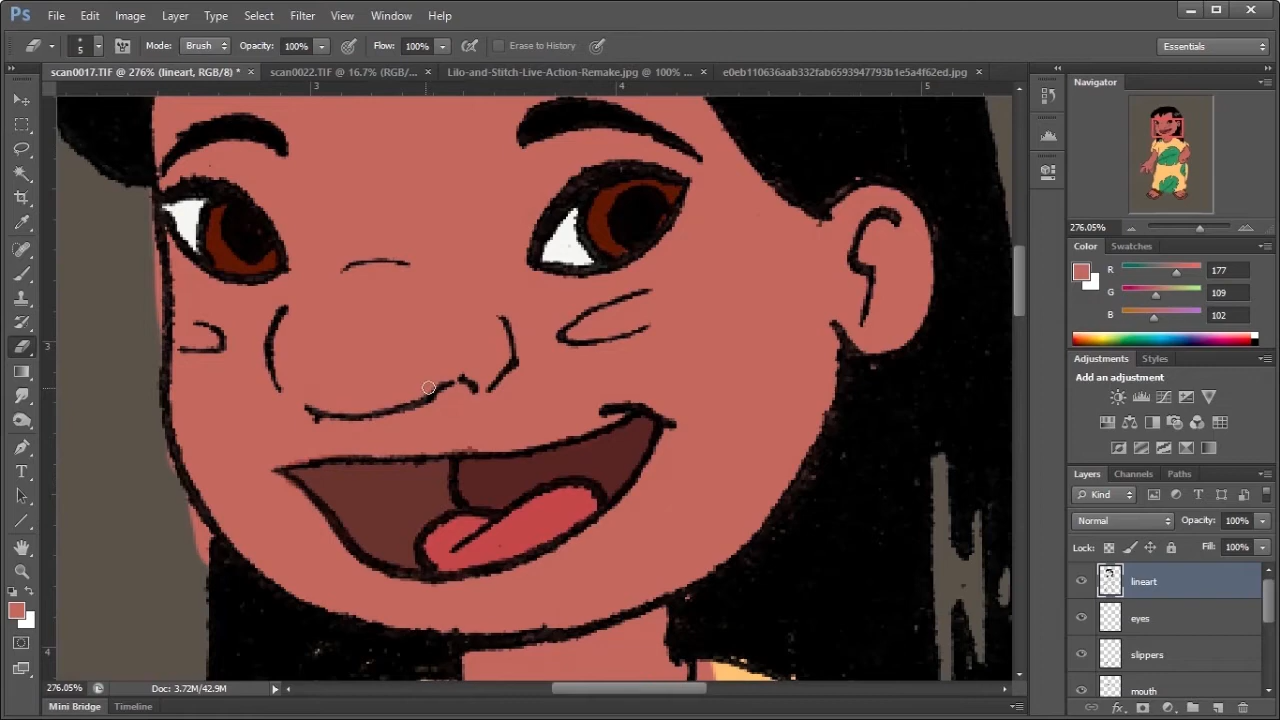 Ps File Edit Image Layer Type Select Filter View Window Help
5 Mode: Brush Opacity: 100% Flow: 100% Erase to History Essentials
scan0017.TIF @ 276% (lineart, RGB/8) * × scan0022.TIF @ 16.7% (RGB/... × Lilo-and-Stitch-Live-Action-Remake.jpg @ 100% ... × e0eb110636aab332fab6593947793b1e5a4f62ed.jpg ×
3 4 5
Navigator
276.05%
Color Swatches
R 177
G 109
B 102
3
Adjustments Styles
Add an adjustment
Layers Channels Paths
Kind
Normal Opacity: 100%
Lock: Fill: 100%
lineart
eyes
slippers
mouth
4
276.05% Doc: 3.72M/42.9M
Mini Bridge Timeline